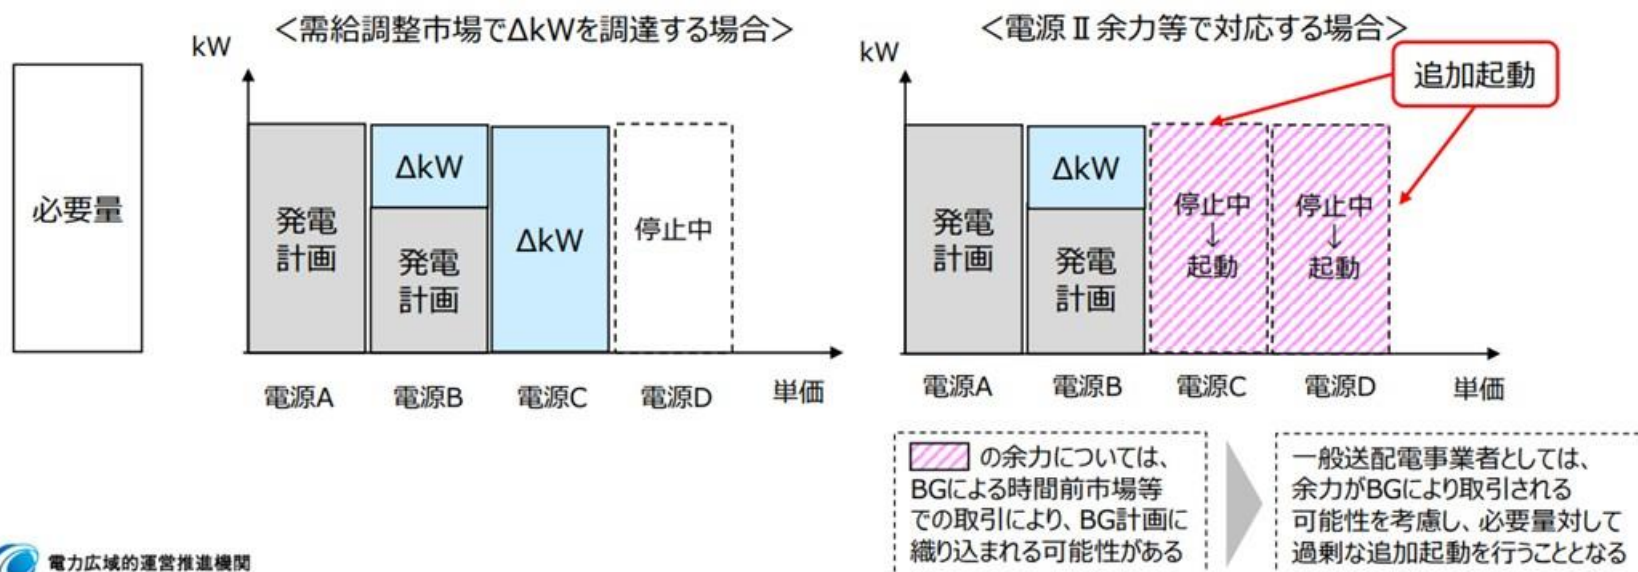 ＜需給調整市場でΔkWを調達する場合＞
kW
必要量
発電
計画
ΔkW
発電
計画
ΔkW
停止中
電源A
電源B
電源C
電源D
単価
＜電源Ⅱ余力等で対応する場合＞
kW
追加起動
発電
計画
ΔkW
発電
計画
停止中
↓
起動
停止中
↓
起動
電源A
電源B
電源C
電源D
単価
の余力については、
BGによる時間前市場等
での取引により、BG計画に
織り込まれる可能性がある
一般送配電事業者としては、
余力がBGにより取引される
可能性を考慮し、必要量対して
過剰な追加起動を行うこととなる
電力広域的運営推進機関